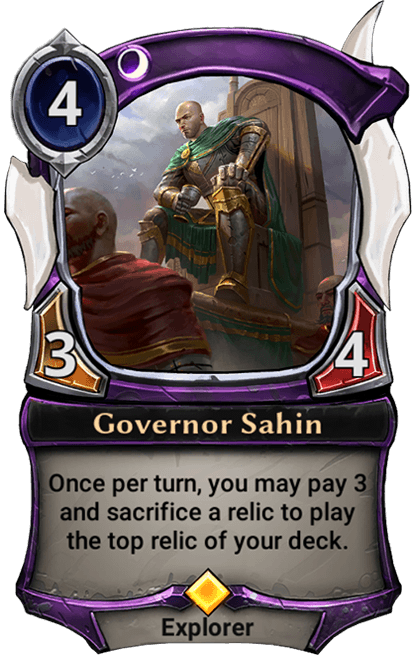 4
3
4
Governor Sahin
Once per turn, you may pay 3
and sacrifice a relic to play
the top relic of your deck.
Explorer